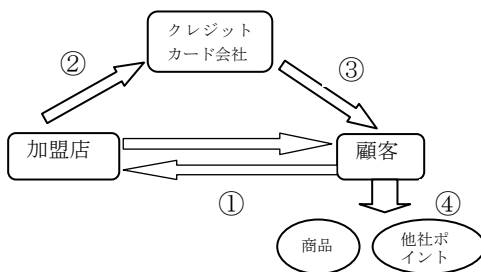 クレジット
カード会社
②
③
加盟店
顧客
①
④
商品
他社ポ
イント